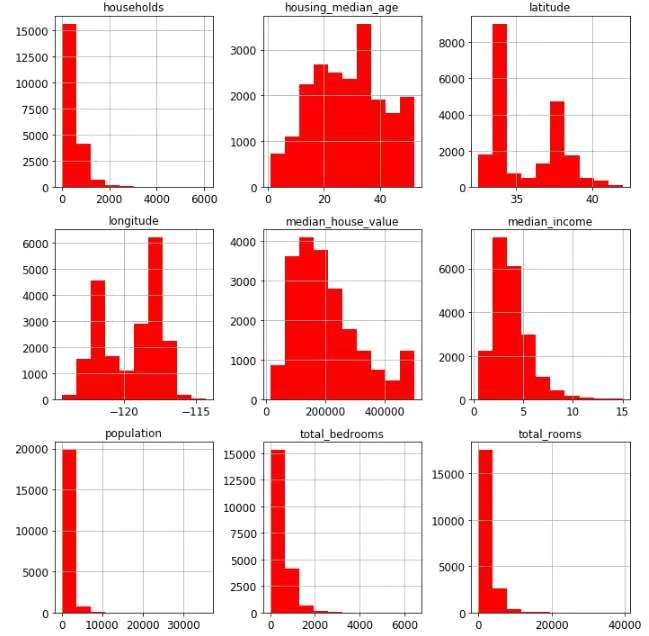 households housing_median_age latitude
15000 3000 8000
12500 6000
10000 2000
7500 4000
5000 1000 2000
2500
0 0 0
0 2000 4000 6000 0 20 40 35 40
longitude median_house_value median_income
6000 4000 6000
5000 3000
4000 4000
3000 2000
2000 1000 2000
1000
0 0 0
−120 −115 0 200000 400000 0 5 10 15
population total_bedrooms total_rooms
20000 15000 15000
15000 12500
10000 10000 10000
7500
5000 5000 5000
2500
0 0 0
0 10000 20000 30000 0 2000 4000 6000 0 20000 40000